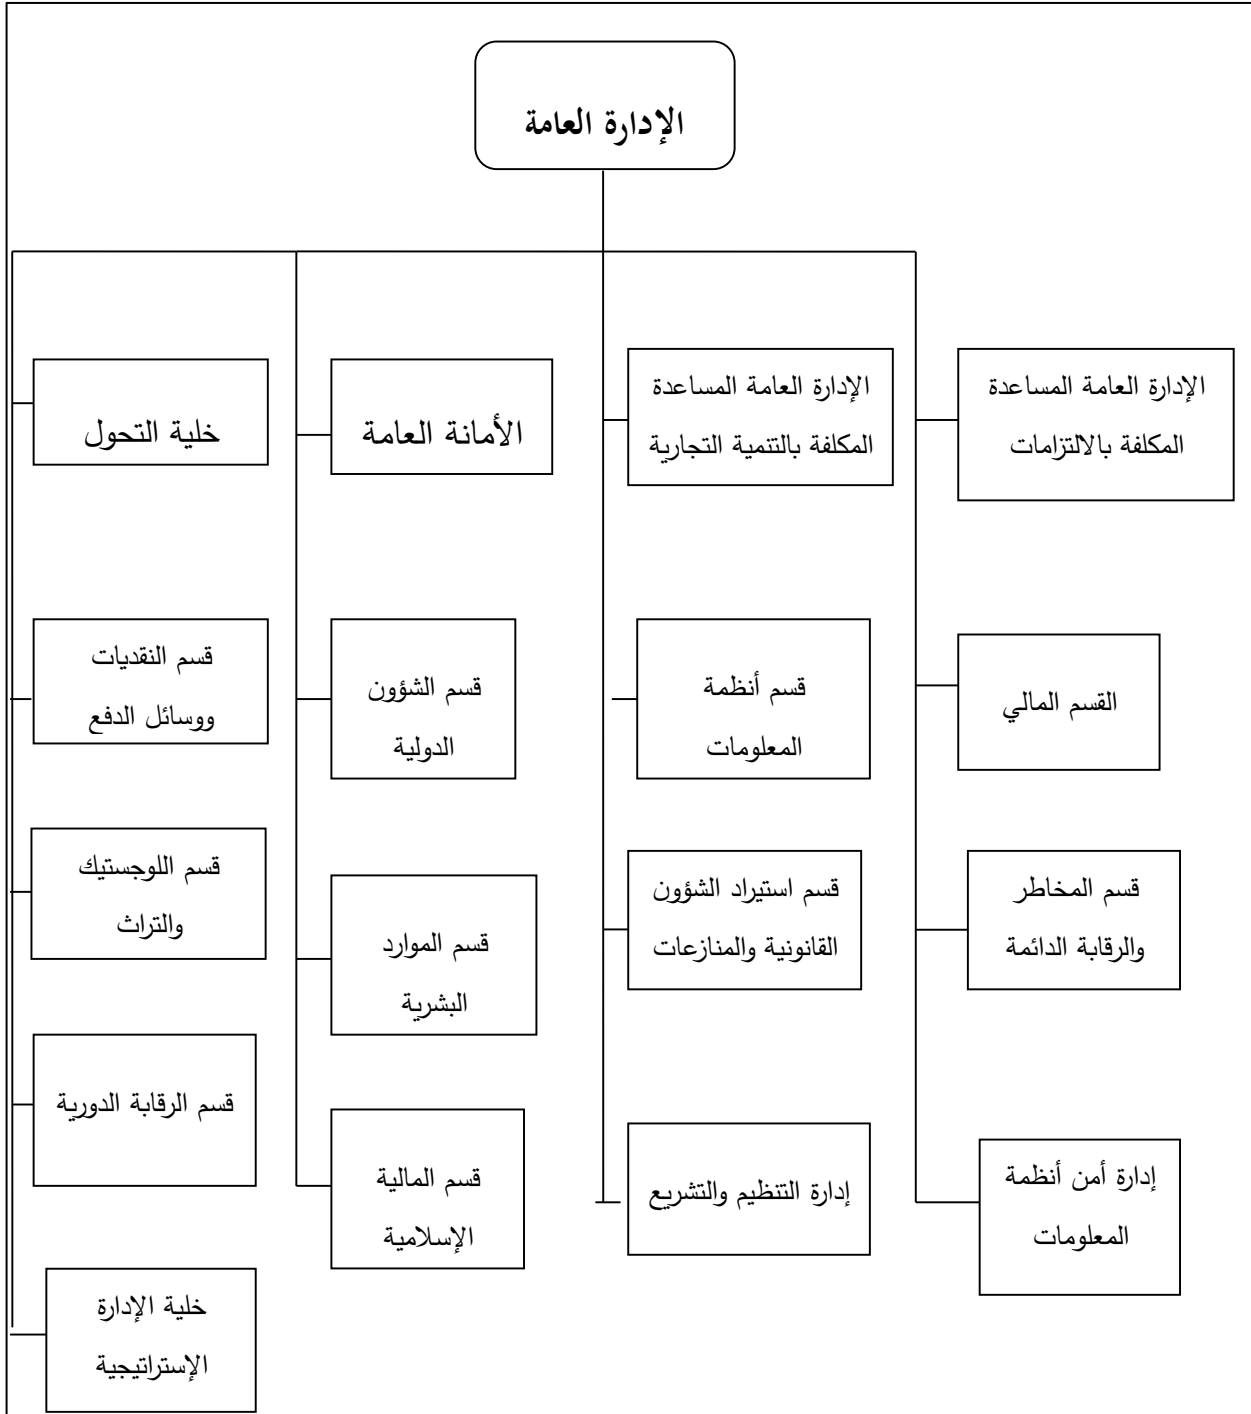 الإدارة العامة
الإدارة العامة المساعدة
المكلفة بالالتزامات
الإدارة العامة المساعدة
المكلفة بالتنمية التجارية
الأمانة العامة
خلية التحول
القسم المالي
قسم أنظمة
المعلومات
قسم الشؤون
الدولية
قسم النقديات
ووسائل الدفع
قسم المخاطر
والرقابة الدائمة
قسم استيراد الشؤون
القانونية والمنازعات
قسم الموارد
البشرية
قسم اللوجستيك
والتراث
إدارة أمن أنظمة
المعلومات
إدارة التنظيم والتشريع
قسم المالية
الإسلامية
قسم الرقابة الدورية
خلية الإدارة
الإستراتيجية